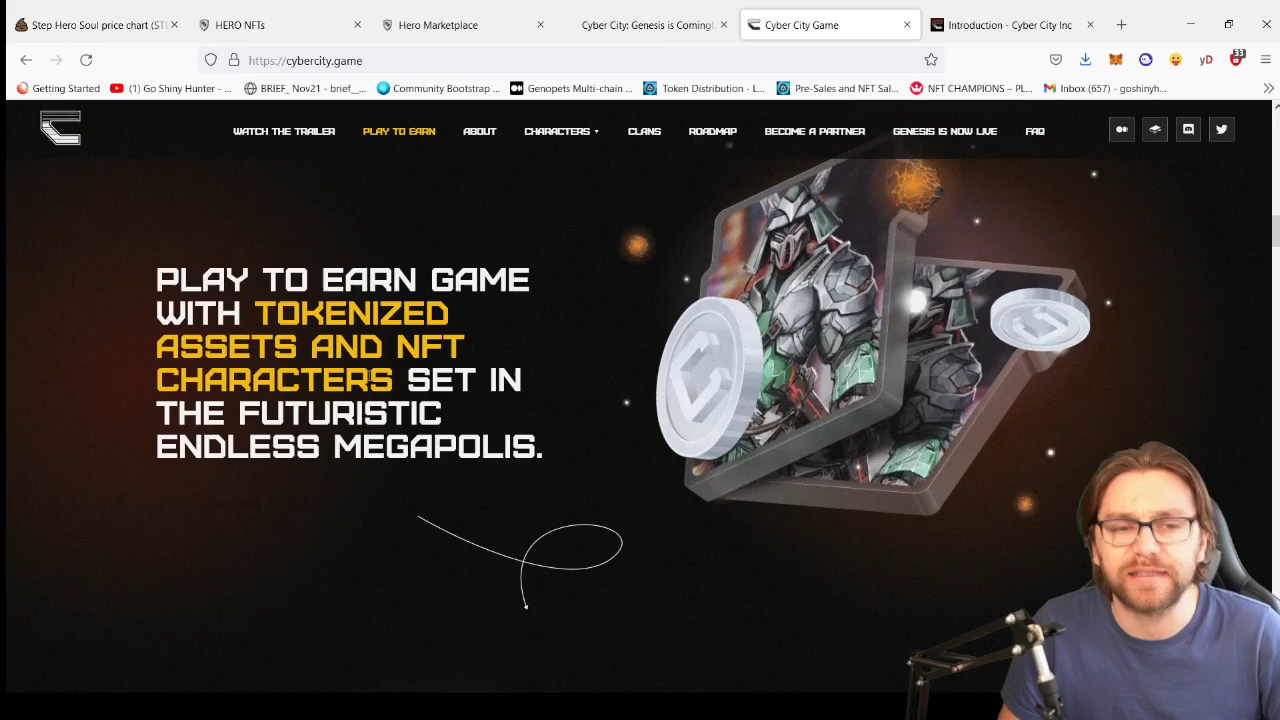 Step Hero Soul price chart (ST
HERO NFTs
Hero Marketplace
Cyber City: Genesis is Coming!
Cyber City Game
Introduction - Cyber City Inc
https://cybercity.game
33
Getting Started
(1) Go Shiny Hunter - ...
BRIEF_ Nov21 - brief__...
Community Bootstrap ...
Genopets Multi-chain ...
Token Distribution - L...
Pre-Sales and NFT Sal...
NFT CHAMPIONS – PL...
Inbox (657) - goshinyh...
WATCH THE TRAILER
PLAY TO EARN
ABOUT
CHARACTERS
CLANS
ROADMAP
BECOME A PARTNER
GENESIS IS NOW LIVE
FAQ
PLAY TO EARN GAME
WITH TOKENIZED
ASSETS AND NFT
CHARACTERS SET IN
THE FUTURISTIC
ENDLESS MEGAPOLIS.